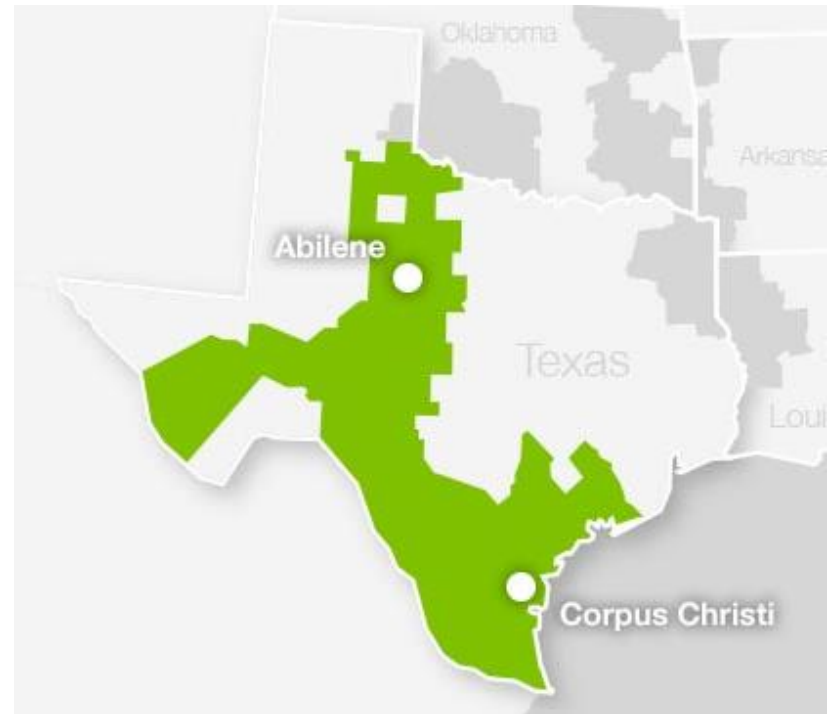 Oklahoma
Arkansa
Abilene
Texas
Loui
Corpus Christi